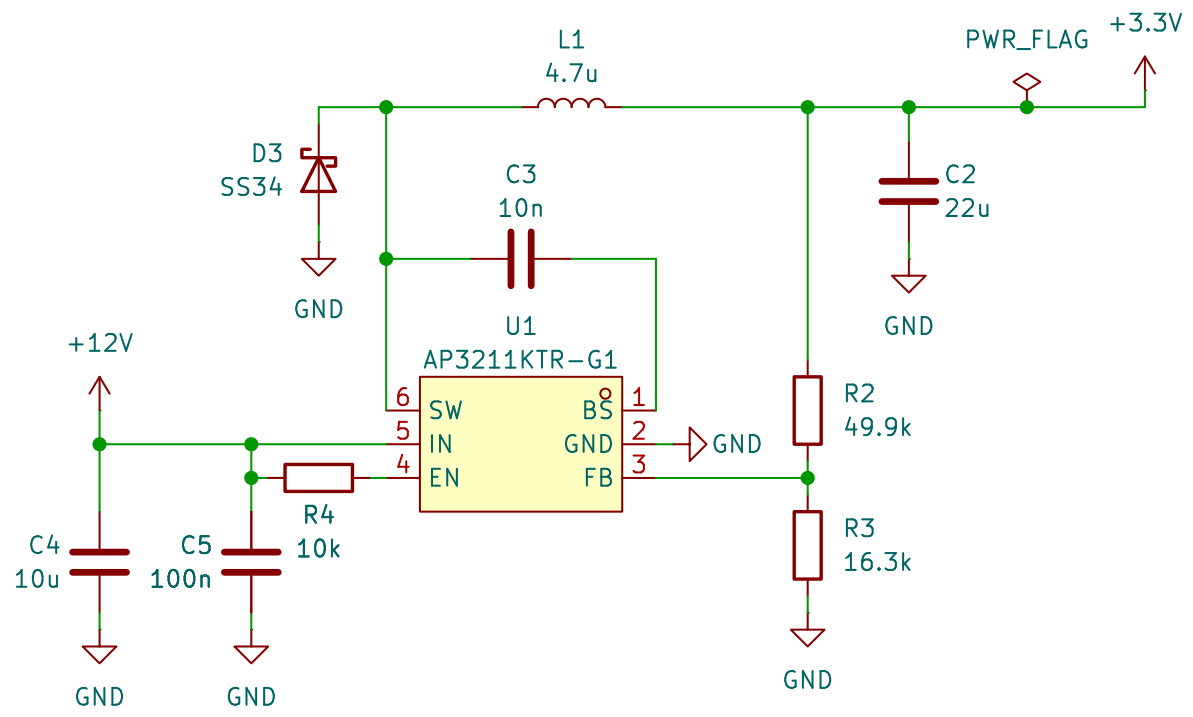 +3.3V
PWR_FLAG
L1
4.7u
D3
SS34
C3
10n
C2
22u
GND
GND
U1
AP3211KTR-G1
+12V
6
SW
BS
1
5
IN
GND
2
GND
4
EN
FB
3
R2
49.9k
R4
10k
R3
16.3k
C4
10u
C5
100n
GND
GND
GND